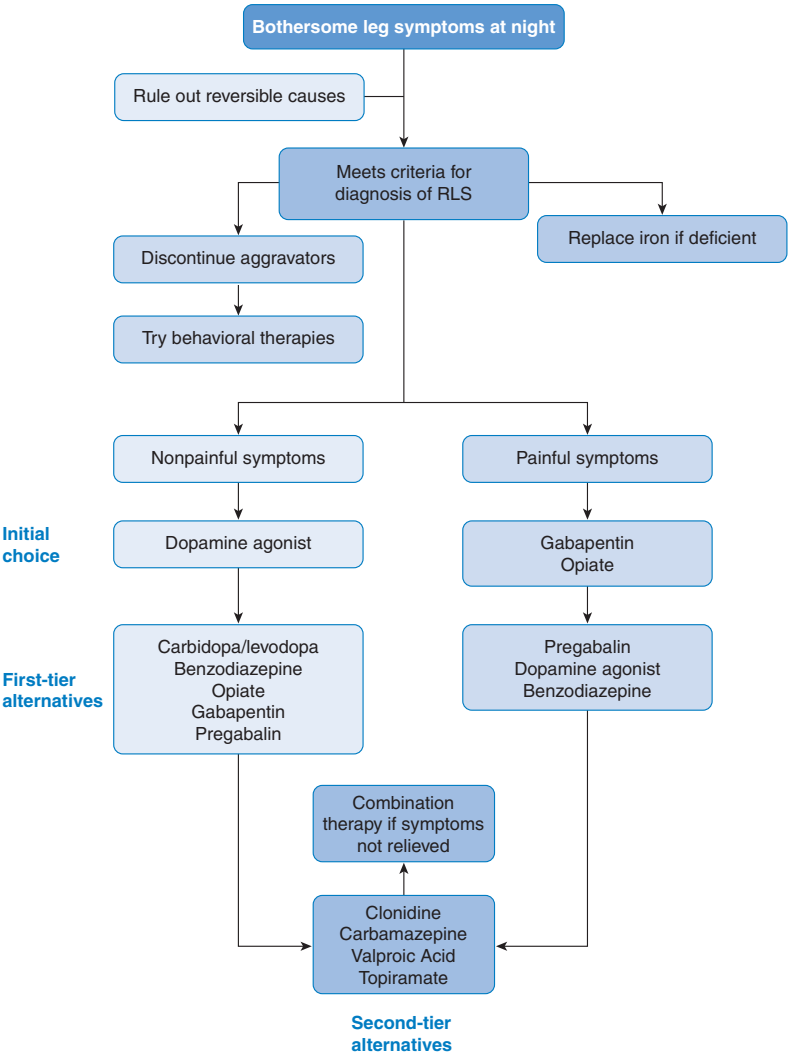 Bothersome leg symptoms at night
Rule out reversible causes
Meets criteria for
diagnosis of RLS
Discontinue aggravators
Replace iron if deficient
Try behavioral therapies
Nonpainful symptoms
Painful symptoms
Initial
choice
Dopamine agonist
Gabapentin
Opiate
First-tier
alternatives
Carbidopa/levodopa
Benzodiazepine
Opiate
Gabapentin
Pregabalin
Pregabalin
Dopamine agonist
Benzodiazepine
Combination
therapy if symptoms
not relieved
Clonidine
Carbamazepine
Valproic Acid
Topiramate
Second-tier
alternatives